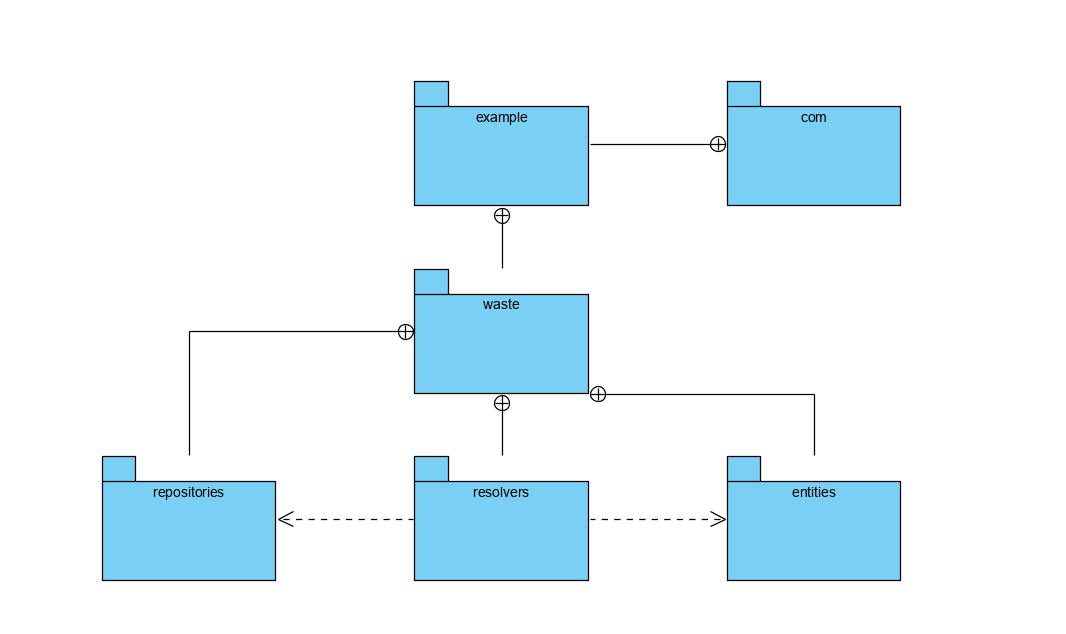 example
com
waste
repositories
resolvers
entities